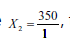 e X₂ = 350/1,